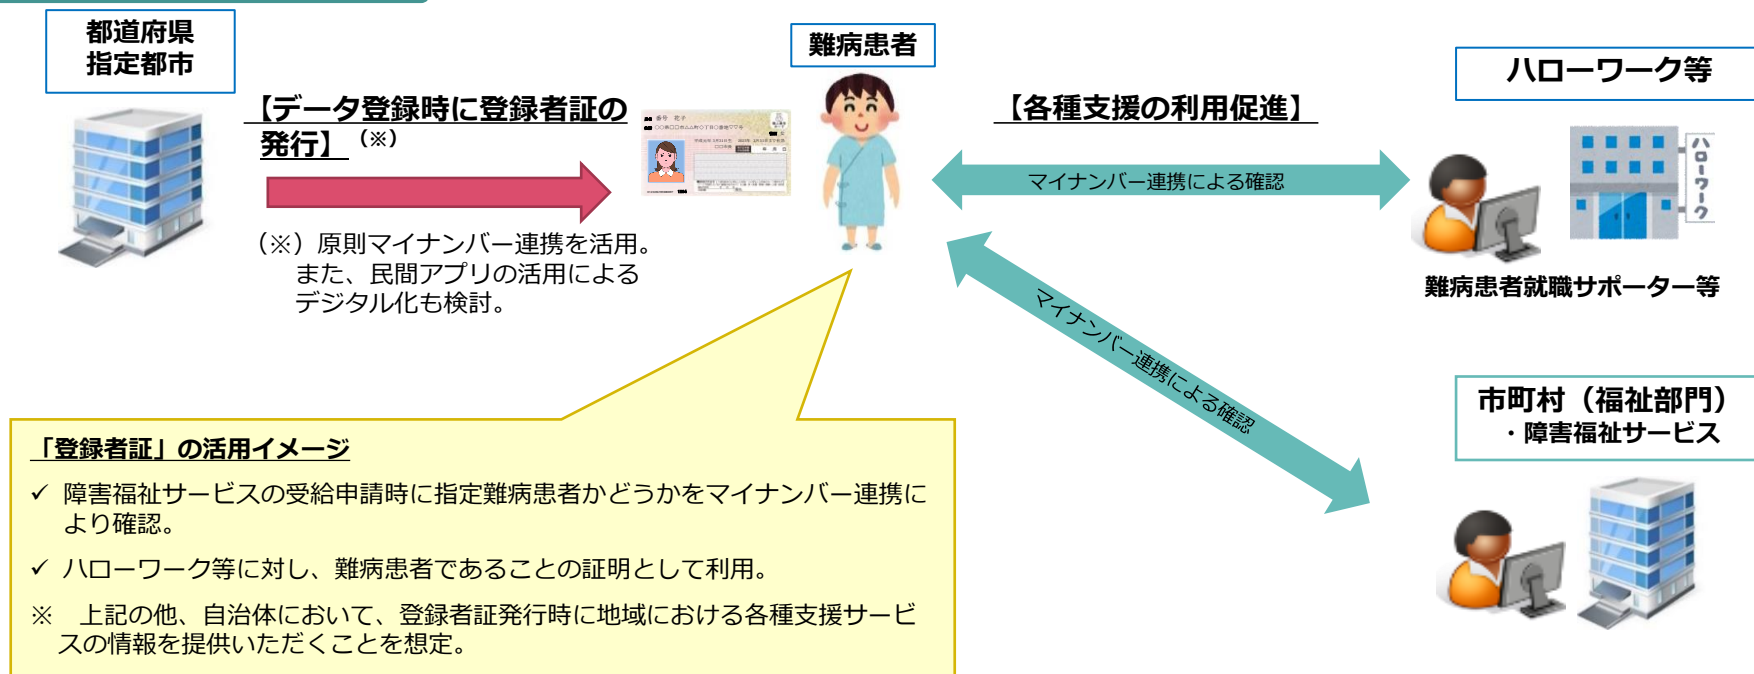 都道府県
指定都市
難病患者
ハローワーク等
【データ登録時に登録者証の
発行】（※）
【各種支援の利用促進】
番号 花子
マイナンバー連携による確認
ハローワーク
（※）原則マイナンバー連携を活用。
また、民間アプリの活用による
デジタル化も検討。
難病患者就職サポーター等
マイナンバー連携による確認
市町村（福祉部門）
・障害福祉サービス
「登録者証」の活用イメージ
✓ 障害福祉サービスの受給申請時に指定難病患者かどうかをマイナンバー連携に
より確認。
✓ ハローワーク等に対し、難病患者であることの証明として利用。
※　上記の他、自治体において、登録者証発行時に地域における各種支援サービ
スの情報を提供いただくことを想定。